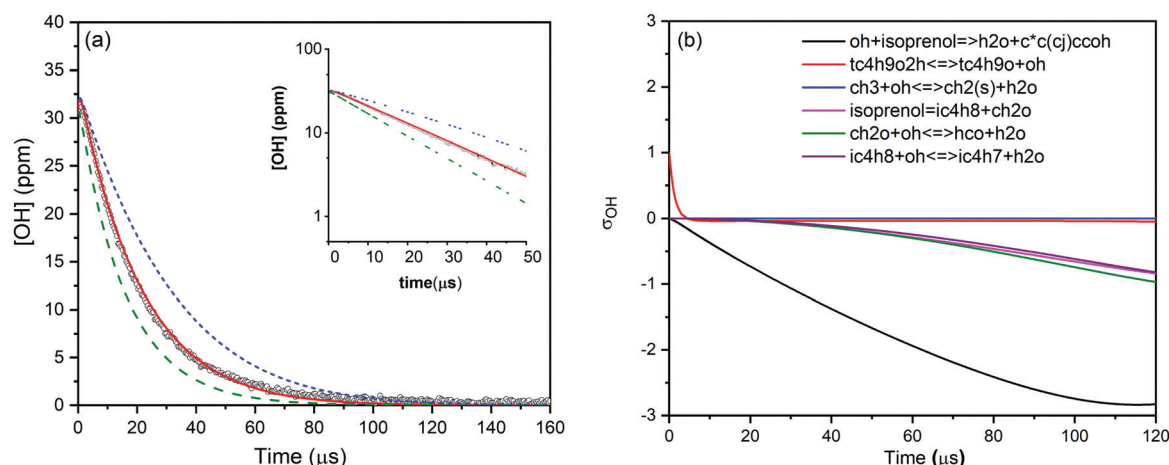 (a)
40
35
30
25
20
15
10
5
0
[OH] (ppm)
0 20 40 60 80 100 120 140 160
Time (μs)
100
10
1
[OH] (ppm)
0 10 20 30 40 50
time(μs)
(b)
3
2
1
0
-1
-2
-3
σOH
oh+isoprenol=>h2o+c*c(cj)ccoh
tc4h9o2h<=>tc4h9o+oh
ch3+oh<=>ch2(s)+h2o
isoprenol=ic4h8+ch2o
ch2o+oh<=>hco+h2o
ic4h8+oh<=>ic4h7+h2o
0 20 40 60 80 100 120
Time (μs)